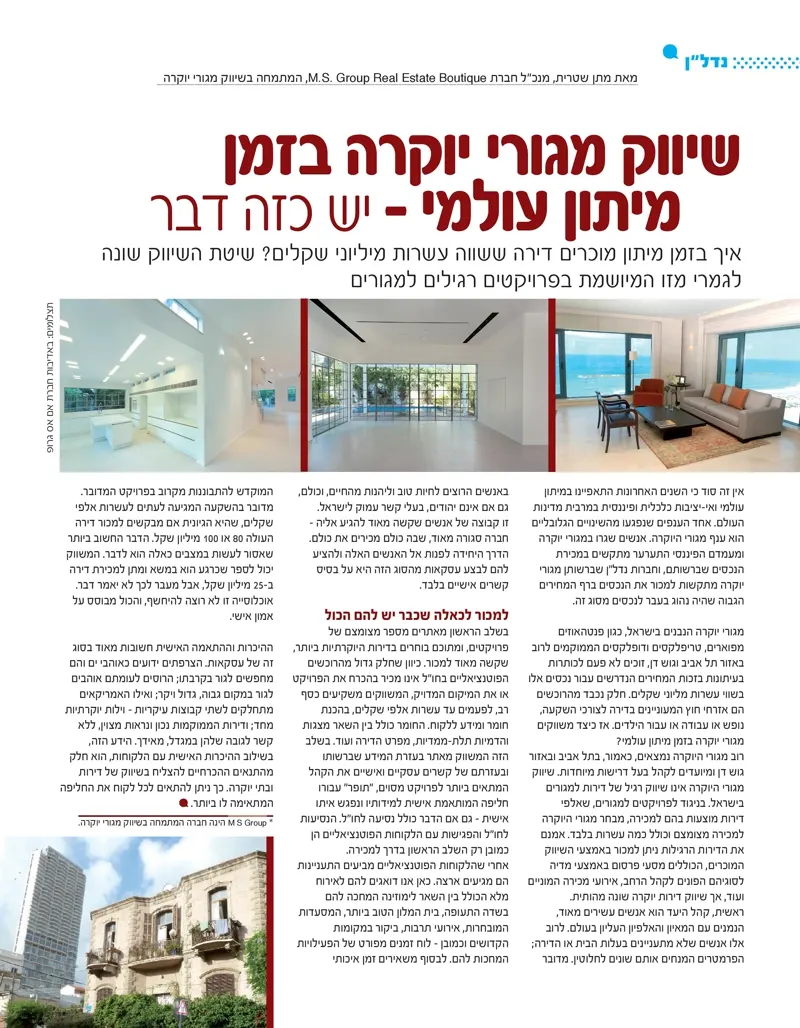 נדל"ן
מאת מתן שטרית, מנכ"ל חברת M.S. Group Real Estate Boutique, המתמחה בשיווק מגורי יוקרה
שיווק מגורי יוקרה בזמן
מיתון עולמי - יש כזה דבר
איך בזמן מיתון מוכרים דירה ששווה עשרות מיליוני שקלים? שיטת השיווק שונה
לגמרי מזו המיושמת בפרויקטים רגילים למגורים
תצלומים: באדיבות חברת אם אס גרופ
אין זה סוד כי השנים האחרונות התאפיינו במיתון
עולמי ואי-יציבות כלכלית ופיננסית במרבית מדינות
העולם. אחד הענפים שנפגעו מהשינויים הגלובליים
הוא ענף מגורי היוקרה. אנשים שגרו במגורי יוקרה
ומעמדם הפיננסי התערער מתקשים במכירת
הנכסים שברשותם, וחברות נדל"ן שברשותן מגורי
יוקרה מתקשות למכור את הנכסים ברף המחירים
הגבוה שהיה נהוג בעבר לנכסים מסוג זה.
מגורי יוקרה הנבנים בישראל, כגון פנטהאוזים
מפוארים, טריפלקסים ודופלקסים הממוקמים לרוב
באזור תל אביב וגוש דן, זוכים לא פעם לכותרות
בעיתונות בזכות המחירים הנדרשים עבור נכסים אלו
בשווי עשרות מליוני שקלים. חלק נכבד מהרוכשים
הם אזרחי חוץ המעוניינים בדירה לצורכי השקעה,
נופש או עבודה או עבור הילדים. אז כיצד משווקים
מגורי יוקרה בזמן מיתון עולמי?
רוב מגורי היוקרה נמצאים, כאמור, בתל אביב ובאזור
גוש דן ומיועדים לקהל בעל דרישות מיוחדות. שיווק
מגורי היוקרה אינו שיווק רגיל של דירות למגורים
בישראל. בניגוד לפרויקטים למגורים, שאלפי
דירות מוצעות בהם למכירה, מבחר מגורי היוקרה
למכירה מצומצם וכולל כמה עשרות בלבד. אמנם
את הדירות הרגילות ניתן למכור באמצעי השיווק
המוכרים, הכוללים מסעי פרסום באמצעי מדיה
לסוגיהם הפונים לקהל הרחב, אירועי מכירה המוניים
ועוד, אך שיווק דירות יוקרה שונה מהותית.
ראשית, קהל היעד הוא אנשים עשירים מאוד,
הנמנים עם המאיון והאלפיון העליון בעולם. לרוב
אלו אנשים שלא מתעניינים בעלות הבית או הדירה;
הפרמטרים המנחים אותם שונים לחלוטין. מדובר
באנשים הרוצים לחיות טוב וליהנות מהחיים, וכולם,
גם אם אינם יהודים, בעלי קשר עמוק לישראל.
זו קבוצה של אנשים שקשה מאוד להגיע אליה -
חברה סגורה מאוד, שבה כולם מכירים את כולם.
הדרך היחידה לפנות אל האנשים האלה ולהציע
להם לבצע עסקאות מהסוג הזה היא על בסיס
קשרים אישיים בלבד.
למכור לכאלה שכבר יש להם הכול
בשלב הראשון מאתרים מספר מצומצם של
פרויקטים, ומתוכם בוחרים בדירות היוקרתיות ביותר,
שקשה מאוד למכור. כיוון שחלק גדול מהרוכשים
הפוטנציאליים בחו"ל אינו מכיר בהכרח את הפרויקט
או את המיקום המדויק, המשווקים משקיעים כסף
רב, לפעמים עד עשרות אלפי שקלים, בהכנת
חומר ומידע ללקוח. החומר כולל בין השאר מצגות
והדמיות תלת-ממדיות, מפרט הדירה ועוד. בשלב
הזה המשווק מאתר בעזרת המידע שברשותו
ובעזרתם של קשרים עסקיים ואישיים את הקהל
המתאים ביותר לפרויקט מסוים, "תופר" עבורו
חליפה המותאמת אישית למידותיו ונפגש איתו
אישית - גם אם הדבר כולל נסיעה לחו"ל. הנסיעות
לחו"ל והפגישות עם הלקוחות הפוטנציאליים הן
כמובן רק השלב הראשון בדרך למכירה.
אחרי שהלקוחות הפוטנציאליים מביעים התעניינות
הם מגיעים ארצה. כאן אנו דואגים להם לאירוח
מלא הכולל בין השאר לימוזינה המחכה להם
בשדה התעופה, בית המלון הטוב ביותר, המסעדות
המובחרות, אירועי תרבות, ביקור במקומות
הקדושים וכמובן - לוח זמנים מפורט של הפעילויות
המחכות להם. לבסוף משאירים זמן איכותי
המוקדש להתבוננות מקרוב בפרויקט המדובר.
מדובר בהשקעה המגיעה לעתים לעשרות אלפי
שקלים, שהיא הגיונית אם מבקשים למכור דירה
העולה 80 או 100 מיליון שקל. הדבר החשוב ביותר
שאסור לעשות במצבים כאלה הוא לדבר. המשווק
יכול לספר שכרגע הוא במשא ומתן למכירת דירה
ב-25 מיליון שקל, אבל מעבר לכך לא יאמר דבר.
אוכלוסייה זו לא רוצה להיחשף, והכול מבוסס על
אמון אישי.
ההיכרות וההתאמה האישית חשובות מאוד בסוג
זה של עסקאות. הצרפתים ידועים כאוהבי ים והם
מחפשים לגור בקרבתו; הרוסים לעומתם אוהבים
לגור במקום גבוה, גדול ויקר; ואילו האמריקאים
מתחלקים לשתי קבוצות עיקריות - וילות יוקרתיות
מחד; ודירות הממוקמות נכון ונראות מצוין, ללא
קשר לגובה שלהן במגדל, מאידך. הידע הזה,
בשילוב ההיכרות האישית עם הלקוחות, הוא חלק
מהתנאים ההכרחיים להצליח בשיווק של דירות
ובתי יוקרה. כך ניתן להתאים לכל לקוח את החליפה
המתאימה לו ביותר.
* M S Group הינה חברה המתמחה בשיווק מגורי יוקרה.